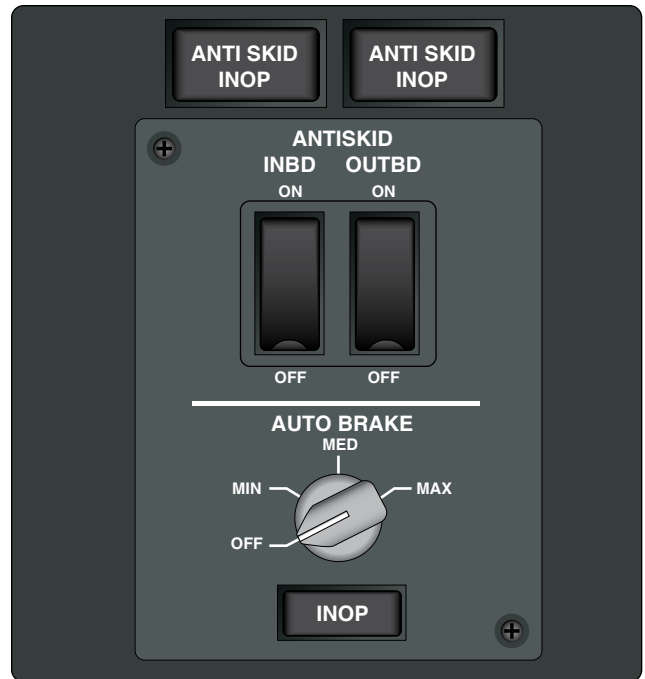 ANTI SKID
INOP
ANTI SKID
INOP
ANTISKID
INBD OUTBD
ON ON
OFF OFF
AUTO BRAKE
MED
MIN MAX
OFF
INOP